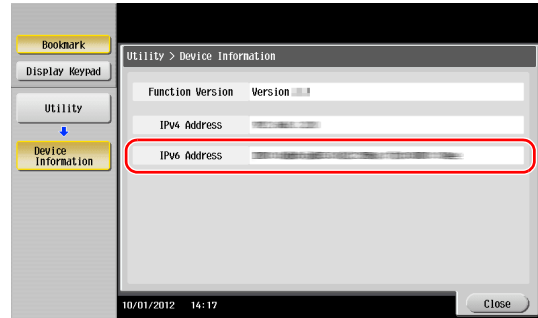 Bookmark
Display Keypad
Utility
Device
Information
Utility > Device Information
Function Version Version
IPv4 Address
IPv6 Address
10/01/2012 14:17
Close